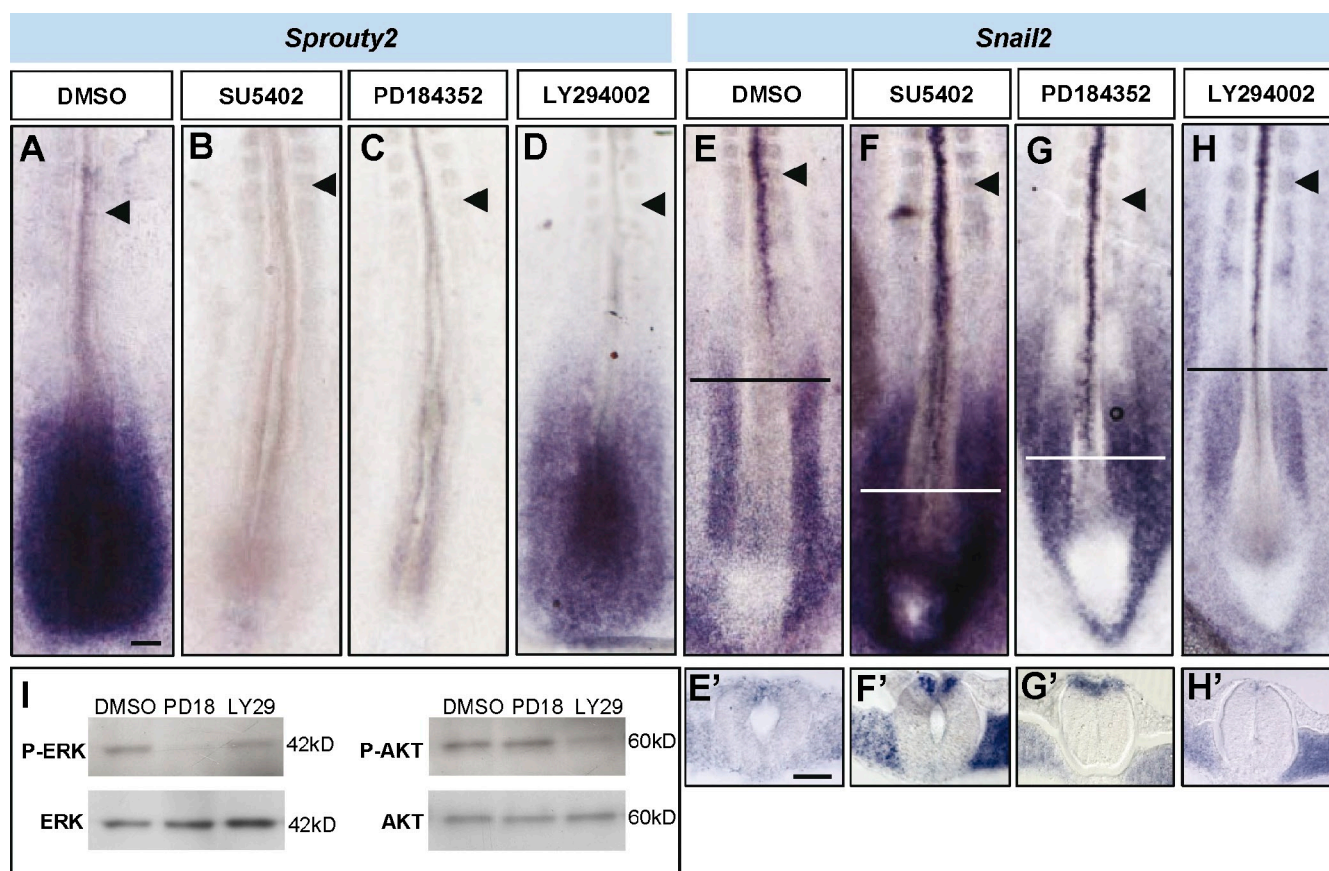 Sprouty2 Snail2
DMSO SU5402 PD184352 LY294002 DMSO SU5402 PD184352 LY294002
A B C D E F G H
E' F' G' H'
I
DMSO PD18 LY29 DMSO PD18 LY29
P-ERK 42kD P-AKT 60kD
ERK 42kD AKT 60kD